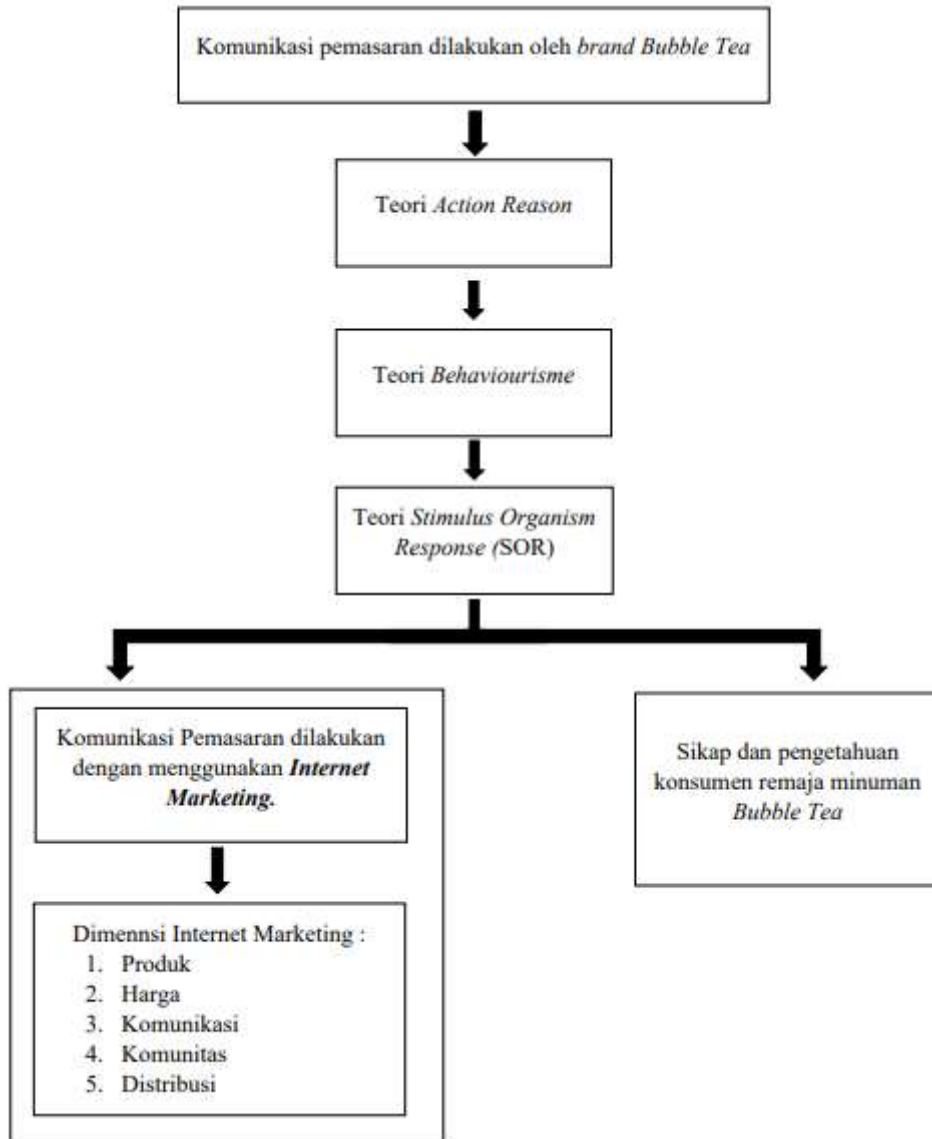 Komunikasi pemasaran dilakukan oleh brand Bubble Tea
Teori Action Reason
Teori Behaviourisme
Teori Stimulus Organism
Response (SOR)
Komunikasi Pemasaran dilakukan
dengan menggunakan Internet
Marketing.
Dimennsi Internet Marketing :
1. Produk
2. Harga
3. Komunikasi
4. Komunitas
5. Distribusi
Sikap dan pengetahuan
konsumen remaja minuman
Bubble Tea